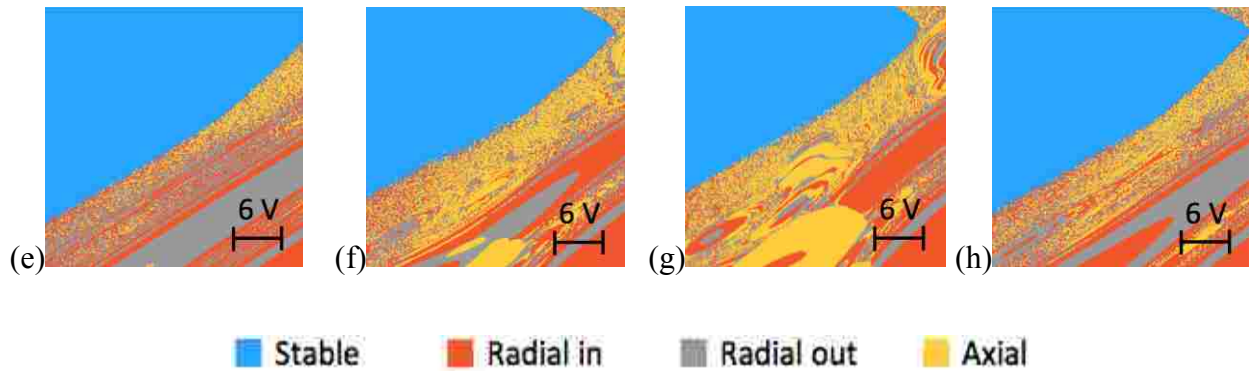 6 V 6 V 6 V 6 V
(e) (f) (g) (h)
Stable Radial in Radial out Axial